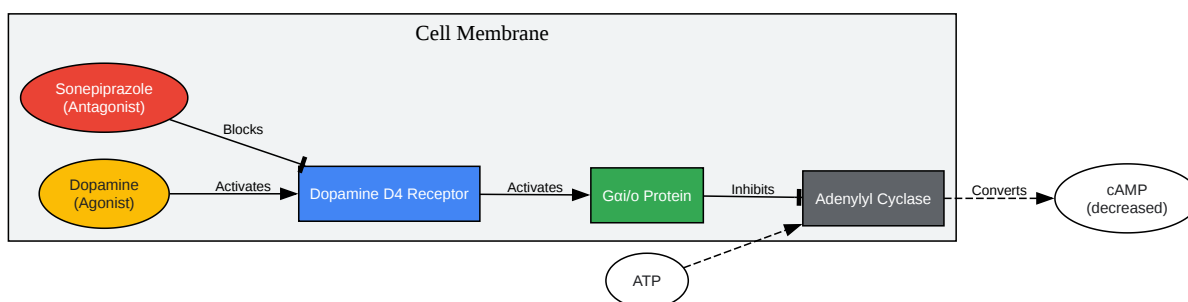 Cell Membrane
Sonepiprazole
(Antagonist)
Blocks
Dopamine
(Agonist)
Activates
Dopamine D4 Receptor
Activates
Gαi/o Protein
Inhibits
Adenylyl Cyclase
Converts
cAMP
(decreased)
ATP